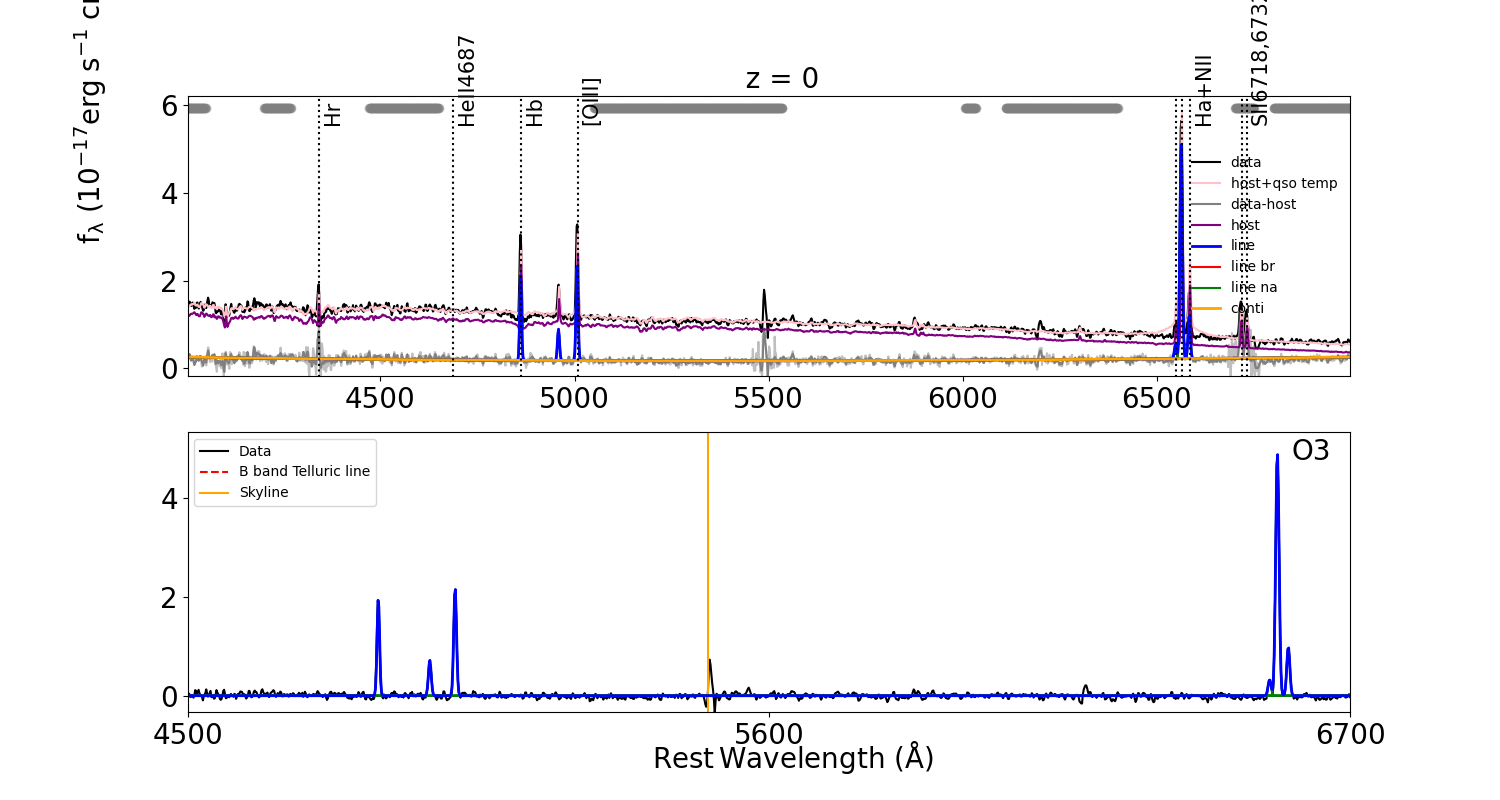 z = 0
f_λ (10^−17 erg s^−1 c
Hr
HeII4687
Hb
[OIII]
Ha+NII
SII6718,673
6
4
2
0
data
host+qso temp
data-host
host
line
line br
line na
conti
4500
5000
5500
6000
6500
Data
B band Telluric line
Skyline
O3
4
2
0
4500
5600
6700
Rest Wavelength (Å)